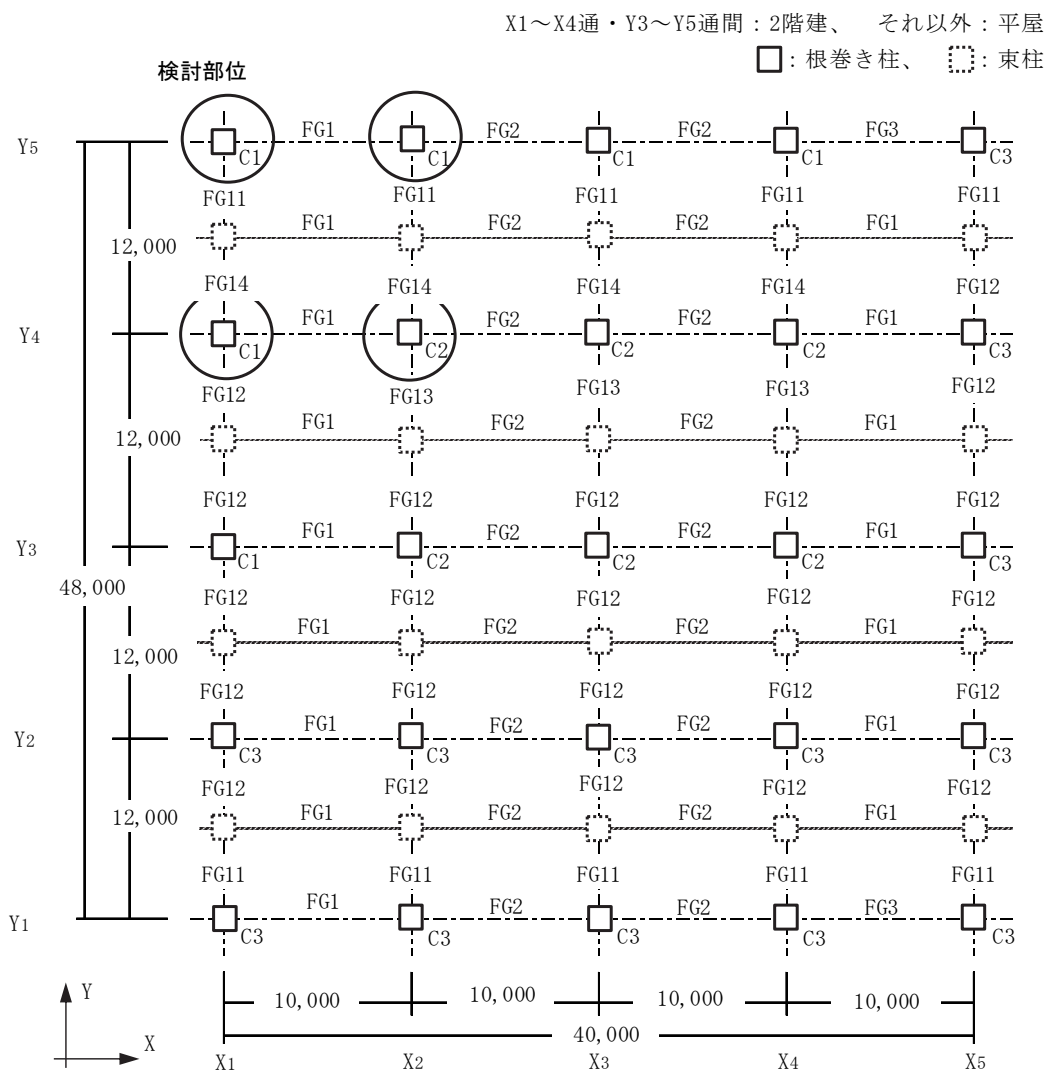 X1～X4通・Y3～Y5通間：2階建、　それ以外：平屋
：根巻き柱、　：束柱
検討部位
Y5 FG1 FG2 FG2 FG3
C1 C1 C1 C1 C3
FG11 FG11 FG11 FG11 FG11
12,000 FG1 FG2 FG2 FG1
FG14 FG14 FG14 FG14 FG12
Y4 FG1 FG2 FG2 FG1
C1 C2 C2 C2 C3
FG12 FG13 FG13 FG13 FG12
12,000 FG1 FG2 FG2 FG1
FG12 FG12 FG12 FG12 FG12
Y3 FG1 FG2 FG2 FG1
C1 C2 C2 C2 C3
48,000
FG12 FG12 FG12 FG12 FG12
12,000 FG1 FG2 FG2 FG1
FG12 FG12 FG12 FG12 FG12
Y2 FG1 FG2 FG2 FG1
C3 C3 C3 C3 C3
FG12 FG12 FG12 FG12 FG12
12,000 FG1 FG2 FG2 FG1
FG11 FG11 FG11 FG11 FG11
Y1 FG1 FG2 FG2 FG3
C3 C3 C3 C3 C3
Y
X
10,000 10,000 10,000 10,000
40,000
X1 X2 X3 X4 X5